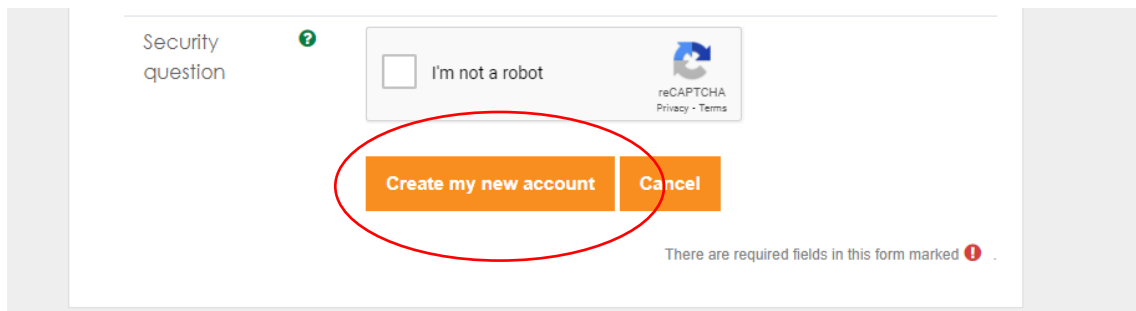 Security
question
I'm not a robot
reCAPTCHA
Privacy - Terms
Create my new account
Cancel
There are required fields in this form marked .